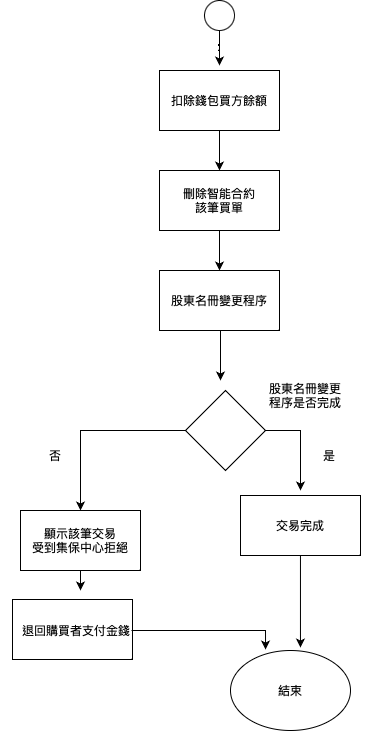 扣除錢包買方餘額
刪除智能合約
該筆買單
股東名冊變更程序
股東名冊變更
程序是否完成
否
是
顯示該筆交易
受到集保中心拒絕
交易完成
退回購買者支付金錢
結束